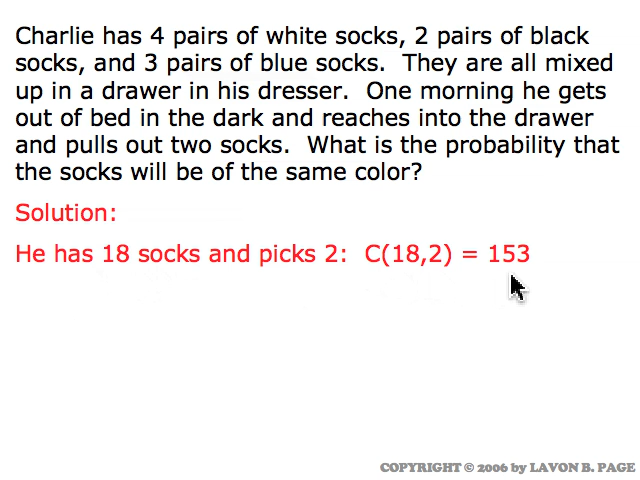 Charlie has 4 pairs of white socks, 2 pairs of black
socks, and 3 pairs of blue socks.  They are all mixed
up in a drawer in his dresser.  One morning he gets
out of bed in the dark and reaches into the drawer
and pulls out two socks.  What is the probability that
the socks will be of the same color?
Solution:
He has 18 socks and picks 2:  C(18,2) = 153
COPYRIGHT © 2006 by LAVON B. PAGE